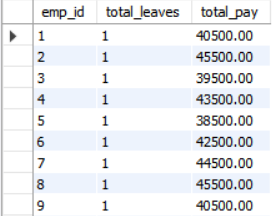 emp_id total_leaves total_pay
1 1 40500.00
2 1 45500.00
3 1 39500.00
4 1 43500.00
5 1 38500.00
6 1 42500.00
7 1 44500.00
8 1 45500.00
9 1 40500.00